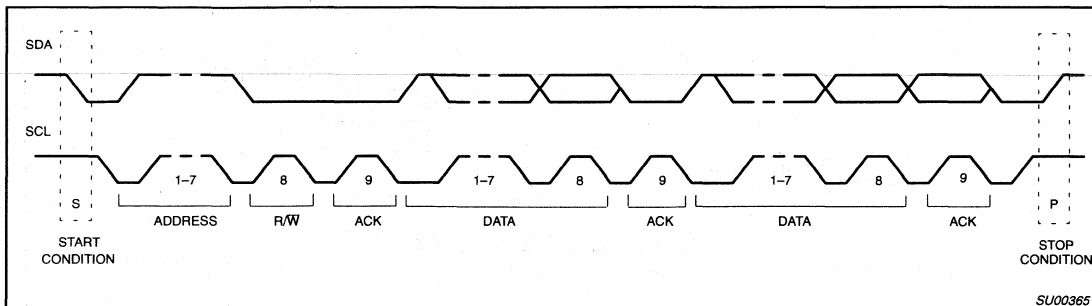 SDA
SCL
1–7 8 9 1–7 8 9 1–7 8 9
S P
ADDRESS R/W̅ ACK DATA ACK DATA ACK
START
CONDITION
STOP
CONDITION
SU00365